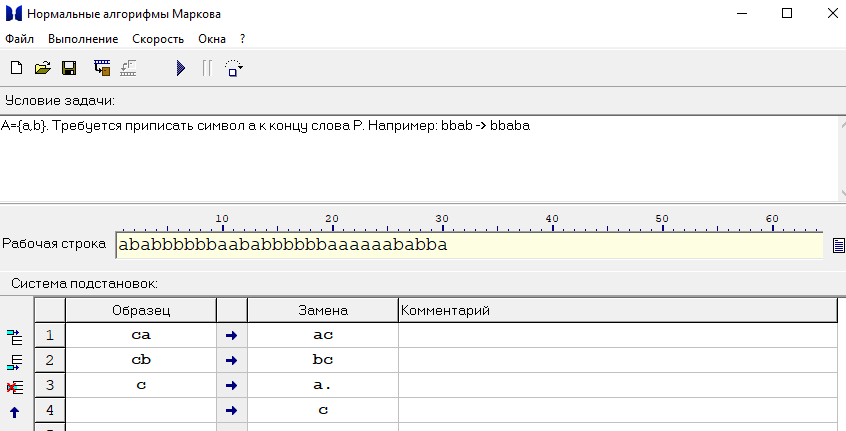 Нормальные алгорифмы Маркова
Файл Выполнение Скорость Окна ?
Условие задачи:
A={a,b}. Требуется приписать символ a к концу слова P. Например: bbab -> bbaba
10 20 30 40 50 60
Рабочая строка ababbbbbbaababbbbbbaaaaaababba
Система подстановок:
Образец Замена Комментарий
1 ca → ac
2 cb → bc
3 c → a.
4 → c